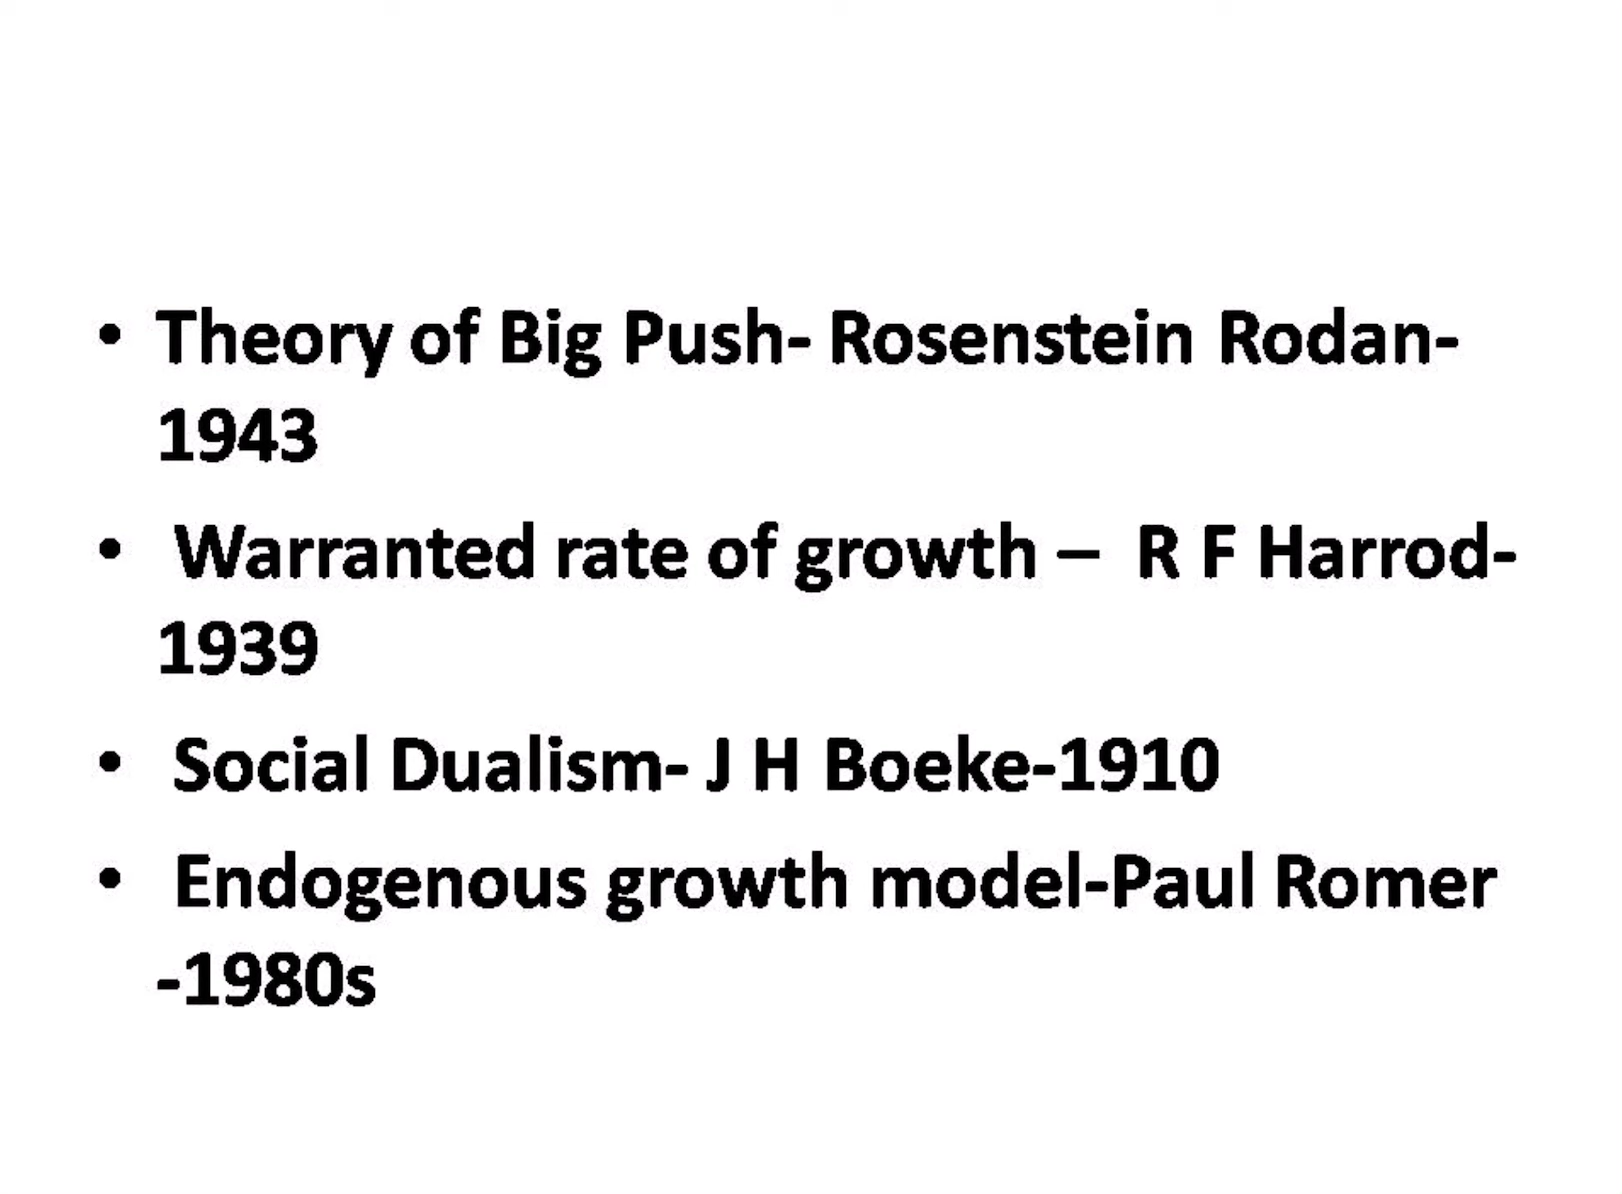 • Theory of Big Push- Rosenstein Rodan-
1943
• Warranted rate of growth – R F Harrod-
1939
• Social Dualism- J H Boeke-1910
• Endogenous growth model-Paul Romer
-1980s